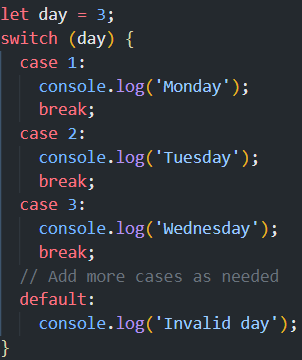 let day = 3;
switch (day) {
  case 1:
    console.log('Monday');
    break;
  case 2:
    console.log('Tuesday');
    break;
  case 3:
    console.log('Wednesday');
    break;
  // Add more cases as needed
  default:
    console.log('Invalid day');
}